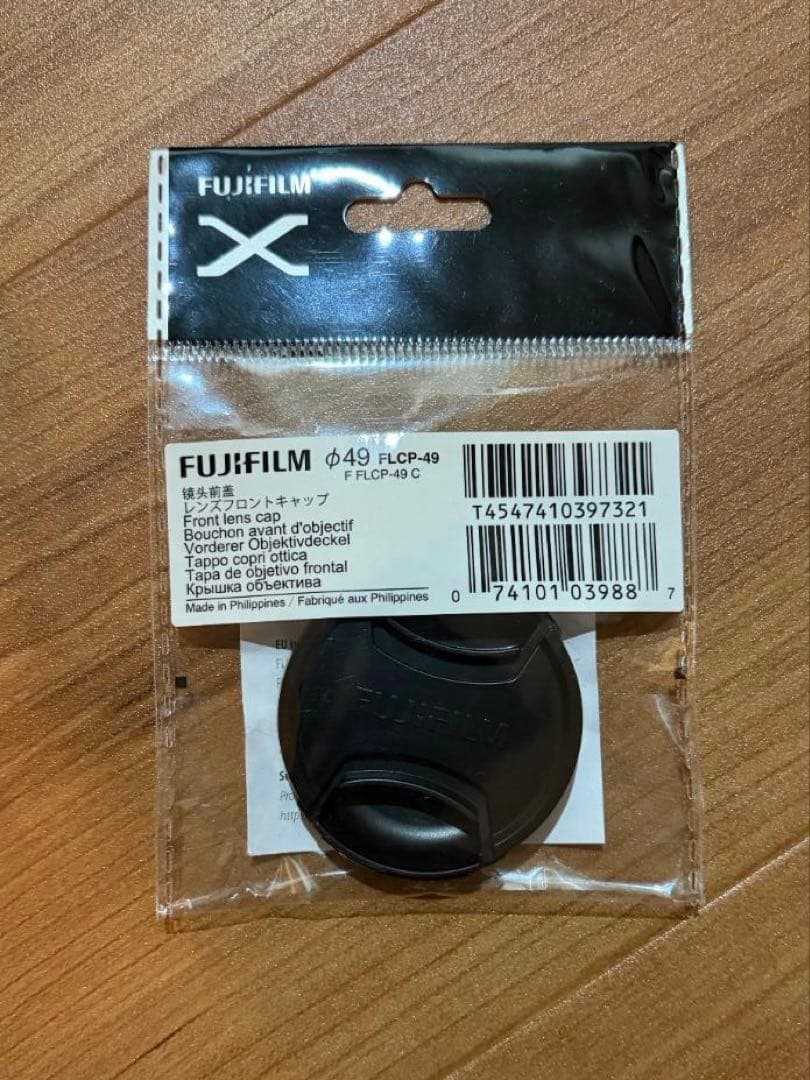 FUJIFILM
X
FUJIFILM Φ49 FLCP-49
F FLCP-49 C
镜头前盖
レンズフロントキャップ
Front lens cap
Bouchon avant d'objectif
Vorderer Objektivdeckel
Tappo copri ottica
Tapa de objetivo frontal
Крышка объектива
Made in Philippines / Fabriqué aux Philippines
T4547410397321
0 74101 03988 7
FUJIFILM